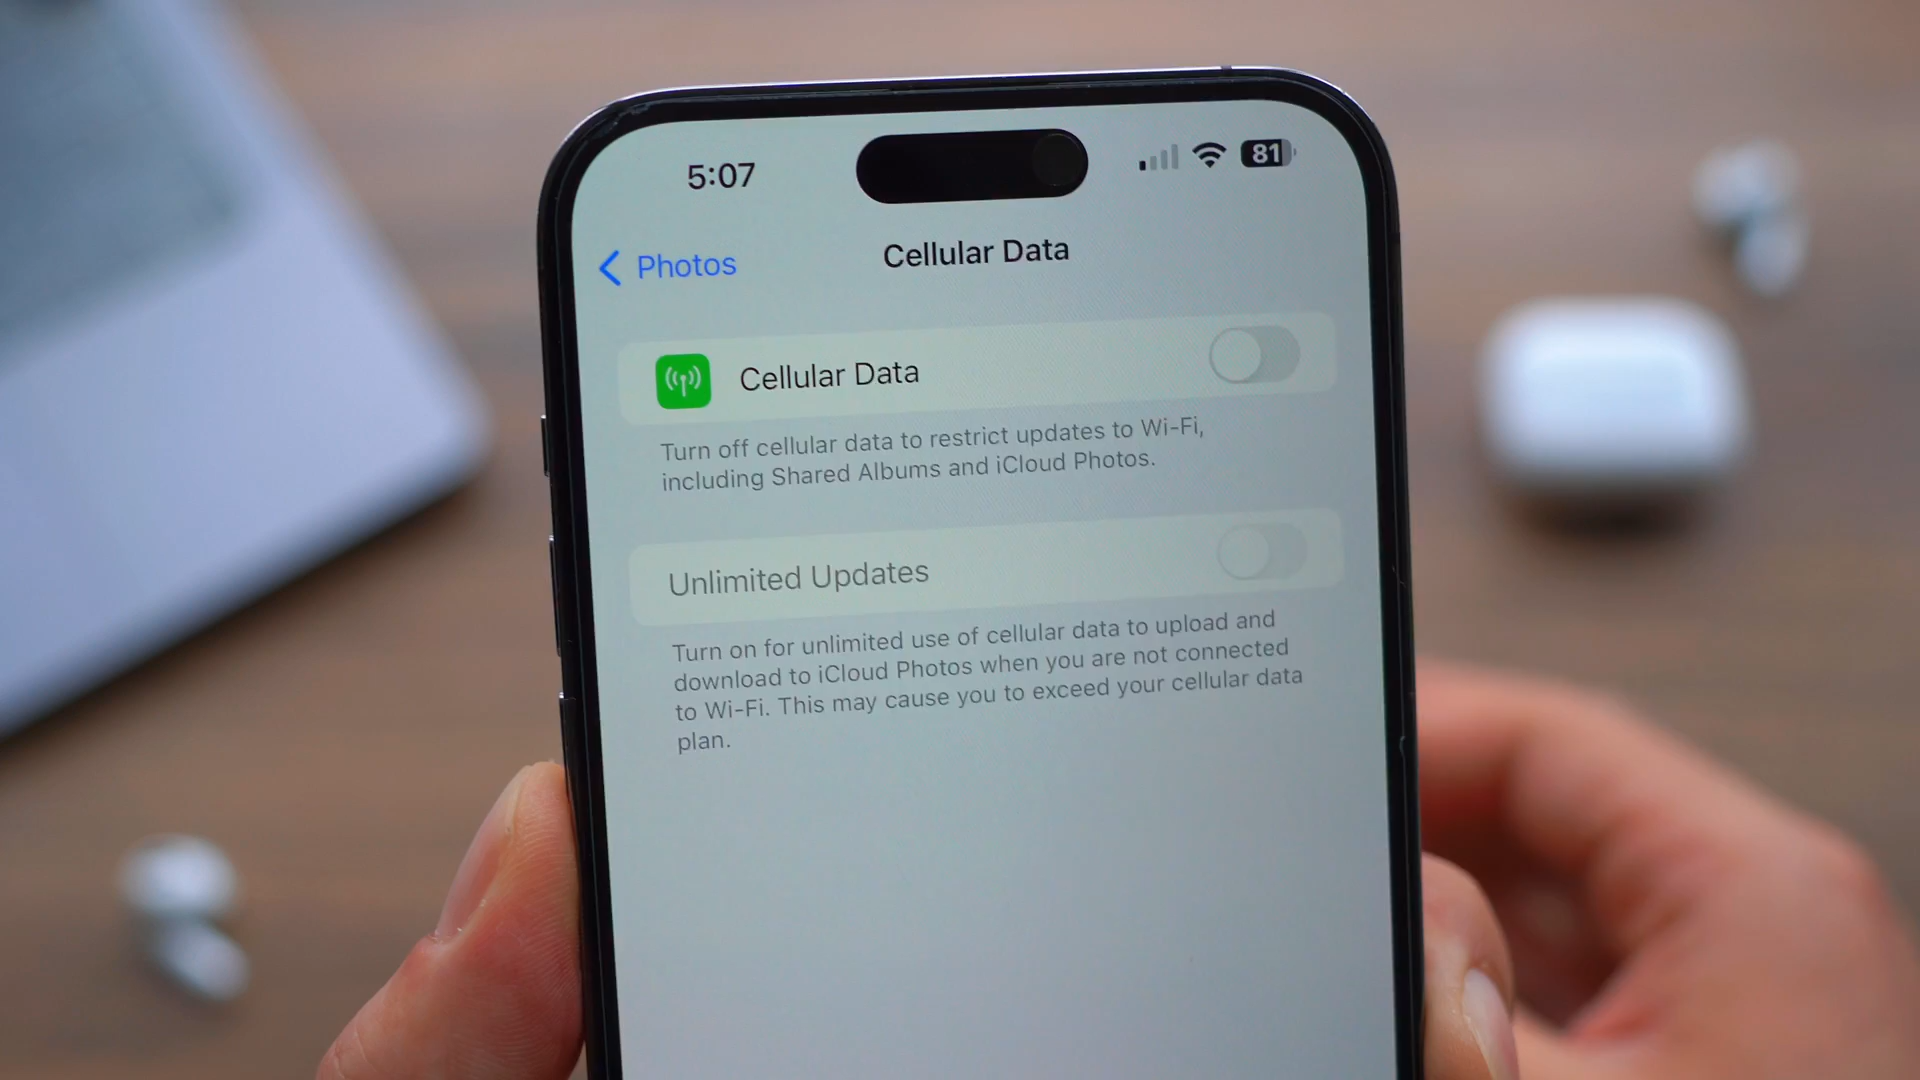 5:07
81
Photos
Cellular Data
Cellular Data
Turn off cellular data to restrict updates to Wi-Fi,
including Shared Albums and iCloud Photos.
Unlimited Updates
Turn on for unlimited use of cellular data to upload and
download to iCloud Photos when you are not connected
to Wi-Fi. This may cause you to exceed your cellular data
plan.